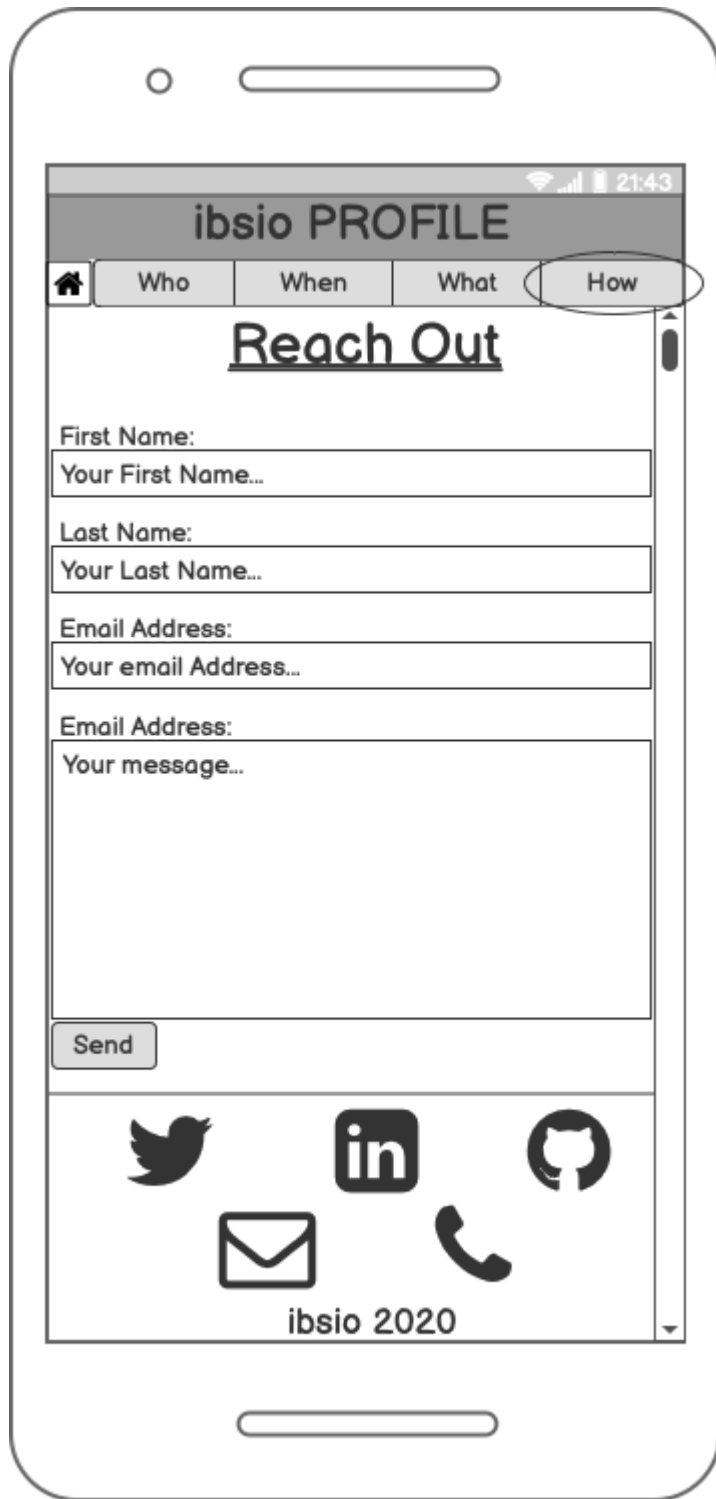 21:43
ibsio PROFILE
Who When What How
Reach Out
First Name:
Your First Name...
Last Name:
Your Last Name...
Email Address:
Your email Address...
Email Address:
Your message...
Send
in
ibsio 2020